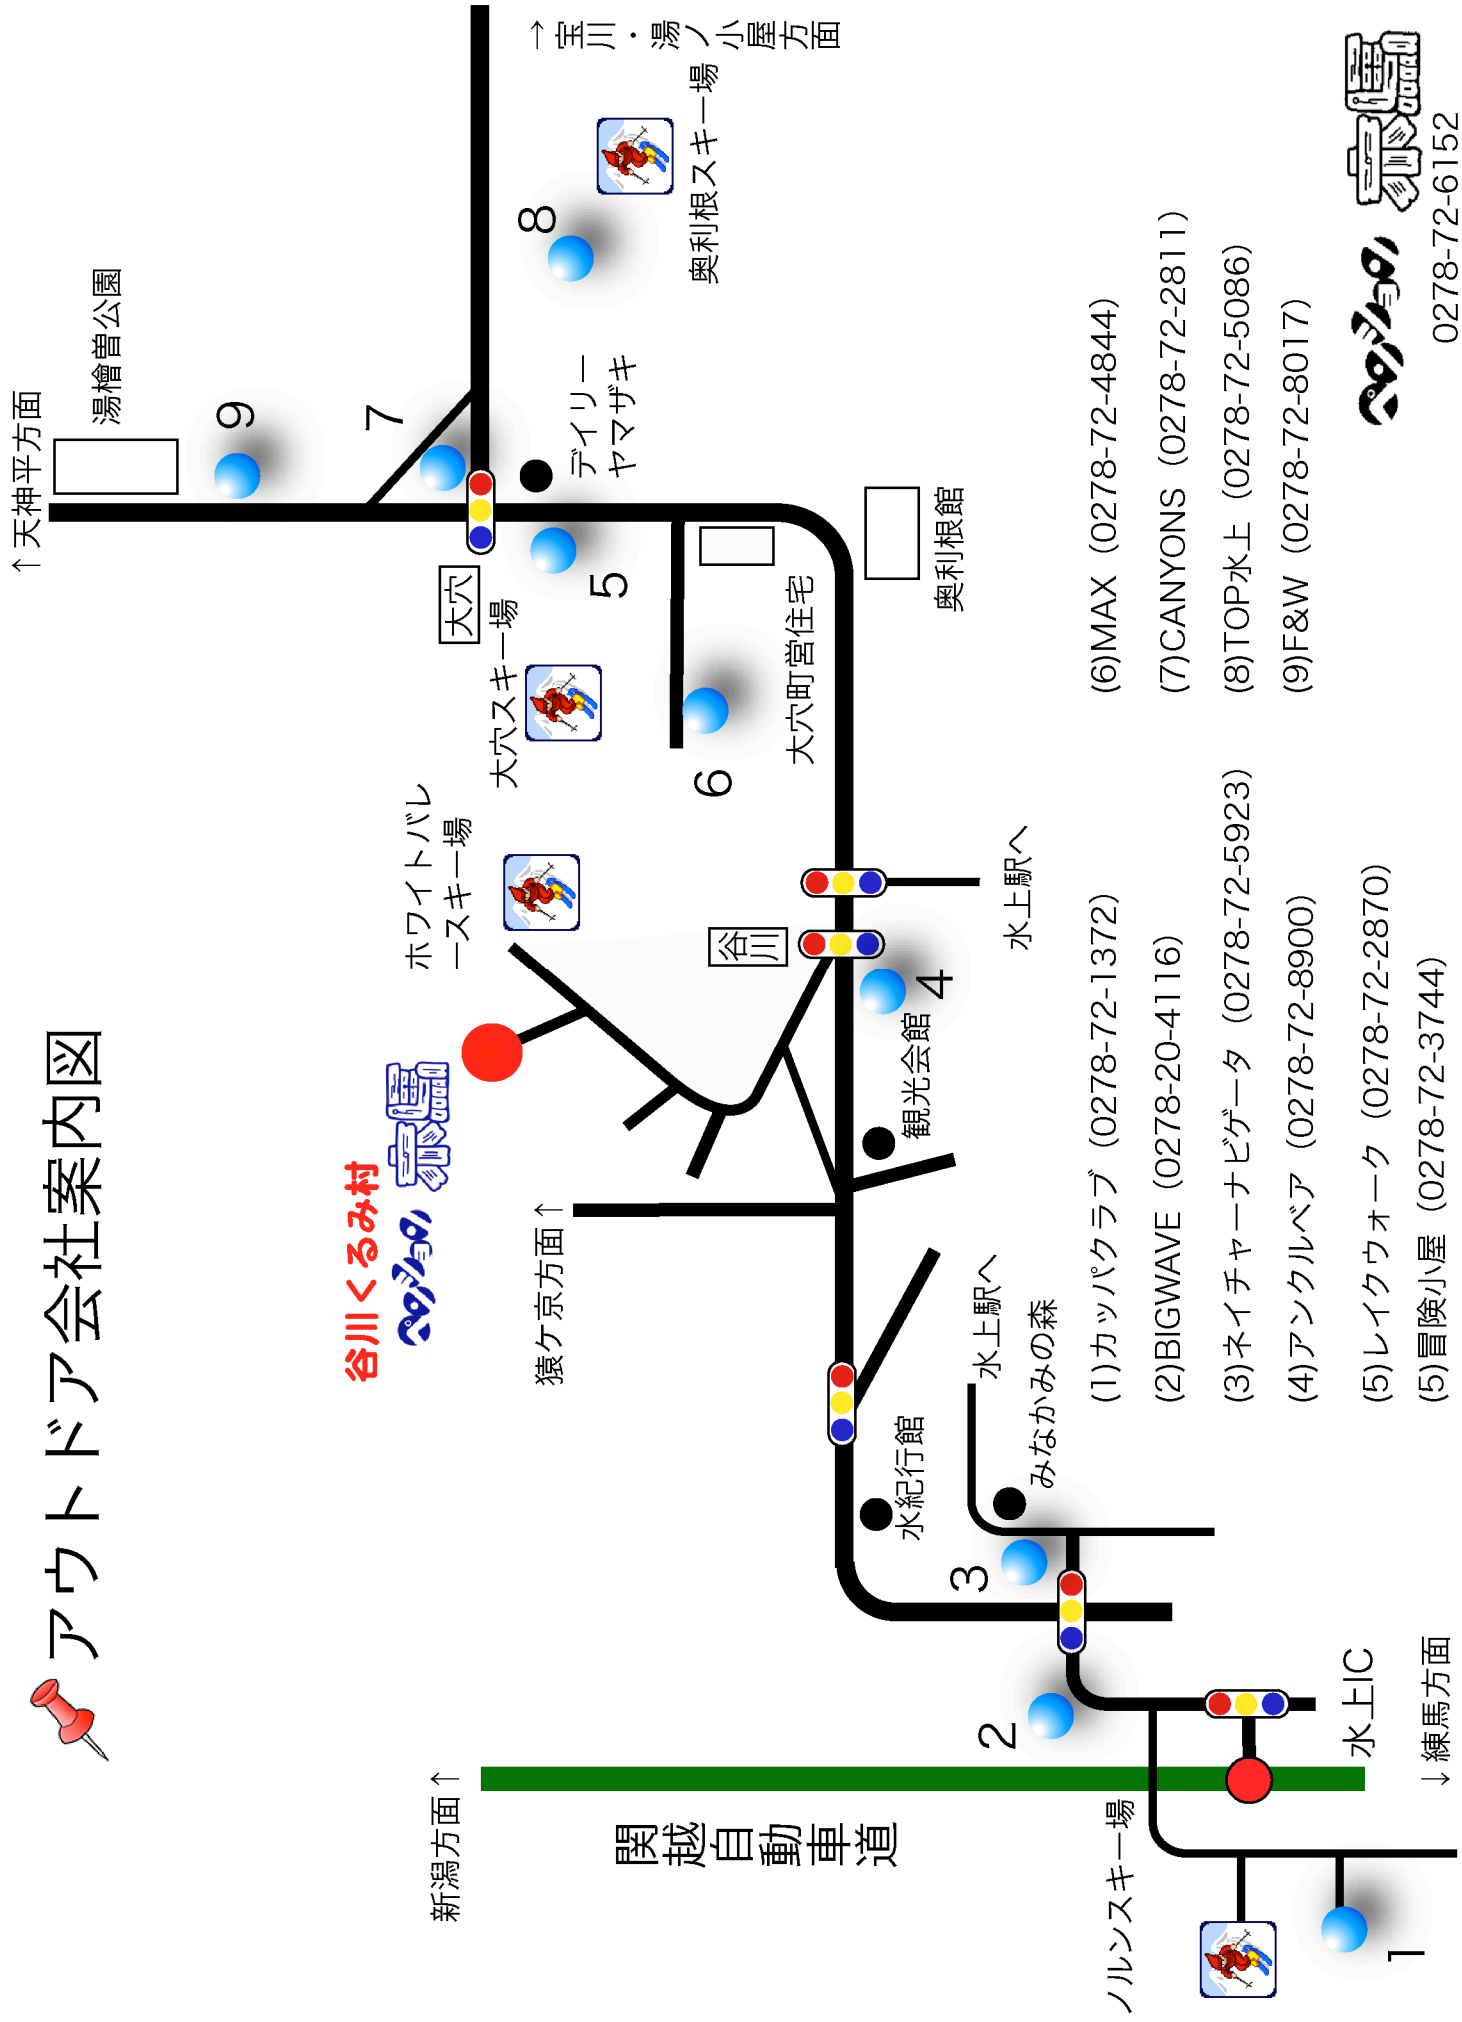 アウトドア会社案内図
谷川くるみ村
ペンション
木馬
新潟方面↑
関越自動車道
ノルンスキー場
1
2
水上IC
↓練馬方面
3
水紀行館
みなかみの森
水上駅へ
猿ケ京方面↑
観光会館
4
谷川
水上駅へ
ホワイトバレ
ースキー場
大穴スキー場
大穴
6
大穴町営住宅
奥利根館
5
デイリー
ヤマザキ
7
9
湯檜曽公園
↑天神平方面
8
奥利根スキー場
→宝川・湯ノ小屋方面
(1)カッパクラブ (0278-72-1372)
(2)BIGWAVE (0278-20-4116)
(3)ネイチャーナビゲータ (0278-72-5923)
(4)アンクルベア (0278-72-8900)
(5)レイクウォーク (0278-72-2870)
(5)冒険小屋 (0278-72-3744)
(6)MAX (0278-72-4844)
(7)CANYONS (0278-72-2811)
(8)TOP水上 (0278-72-5086)
(9)F&W (0278-72-8017)
ペンション
木馬
0278-72-6152